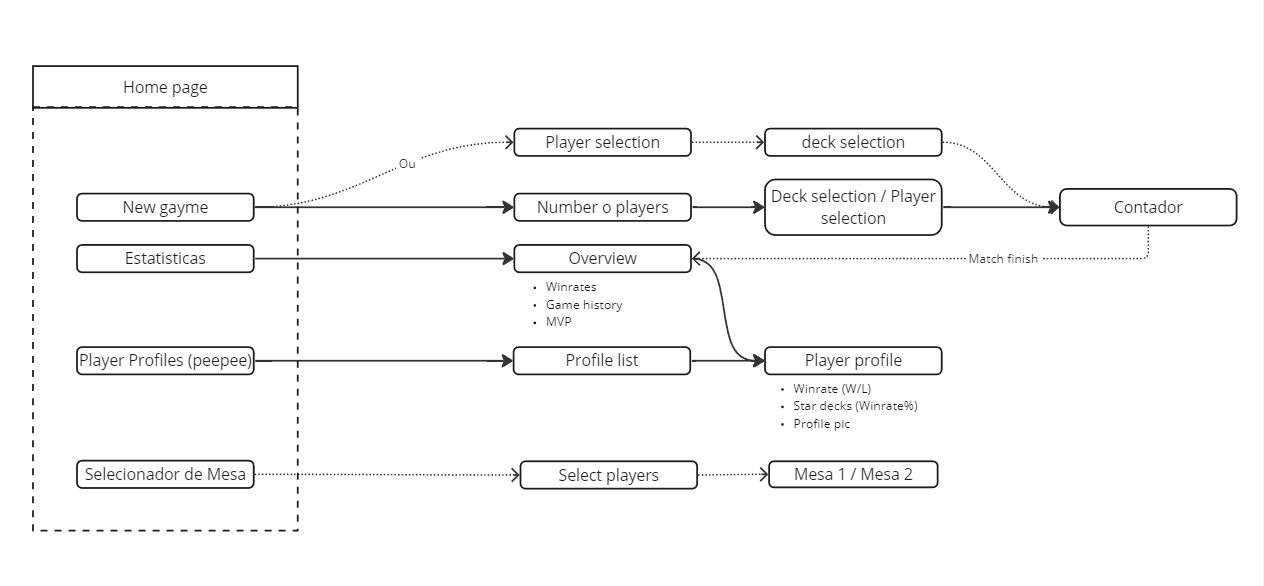 Home page
Player selection
deck selection
Ou
New gayme
Number o players
Deck selection / Player
selection
Contador
Estatisticas
Overview
Match finish
• Winrates
• Game history
• MVP
Player Profiles (peepee)
Profile list
Player profile
• Winrate (W/L)
• Star decks (Winrate%)
• Profile pic
Selecionador de Mesa
Select players
Mesa 1 / Mesa 2